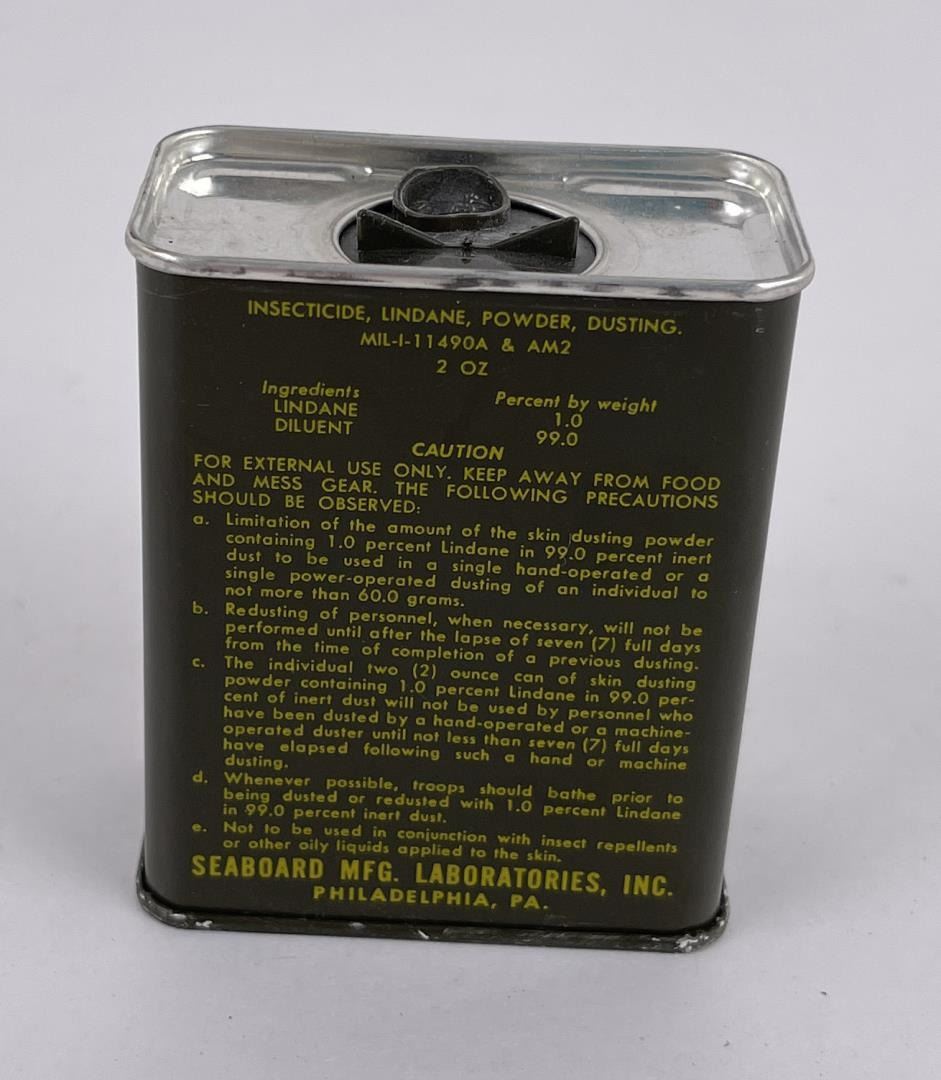 INSECTICIDE, LINDANE, POWDER, DUSTING.
MIL-I-11490A & AM2
2 OZ
Ingredients Percent by weight
LINDANE 1.0
DILUENT 99.0
CAUTION
FOR EXTERNAL USE ONLY. KEEP AWAY FROM FOOD
AND MESS GEAR. THE FOLLOWING PRECAUTIONS
SHOULD BE OBSERVED:
a. Limitation of the amount of the skin dusting powder
containing 1.0 percent Lindane in 99.0 percent inert
dust to be used in a single hand-operated or a
single power-operated dusting of an individual to
not more than 60.0 grams.
b. Redusting of personnel, when necessary, will not be
performed until after the lapse of seven (7) full days
from the time of completion of a previous dusting.
c. The individual two (2) ounce can of skin dusting
powder containing 1.0 percent Lindane in 99.0 per-
cent of inert dust will not be used by personnel who
have been dusted by a hand-operated or a machine-
operated duster until not less than seven (7) full days
have elapsed following such a hand or machine
dusting.
d. Whenever possible, troops should bathe prior to
being dusted or redusted with 1.0 percent Lindane
in 99.0 percent inert dust.
e. Not to be used in conjunction with insect repellents
or other oily liquids applied to the skin.
SEABOARD MFG. LABORATORIES, INC.
PHILADELPHIA, PA.